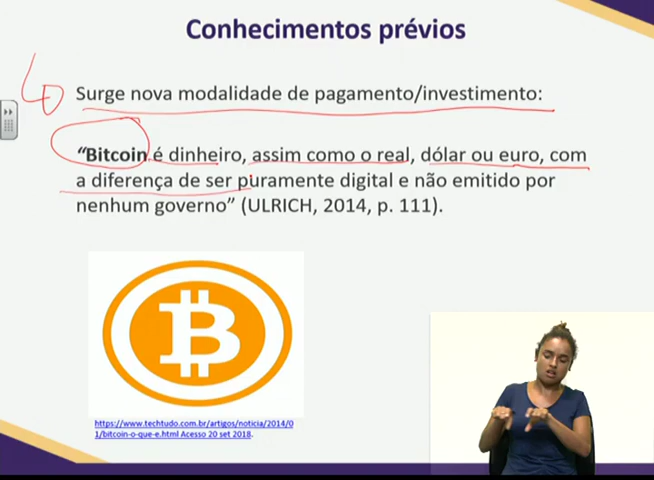 Conhecimentos prévios
Surge nova modalidade de pagamento/investimento:
“Bitcoin é dinheiro, assim como o real, dólar ou euro, com
a diferença de ser puramente digital e não emitido por
nenhum governo” (ULRICH, 2014, p. 111).
https://www.techtudo.com.br/artigos/noticia/2014/0
1/bitcoin-o-que-e.html Acesso 20 set 2018.